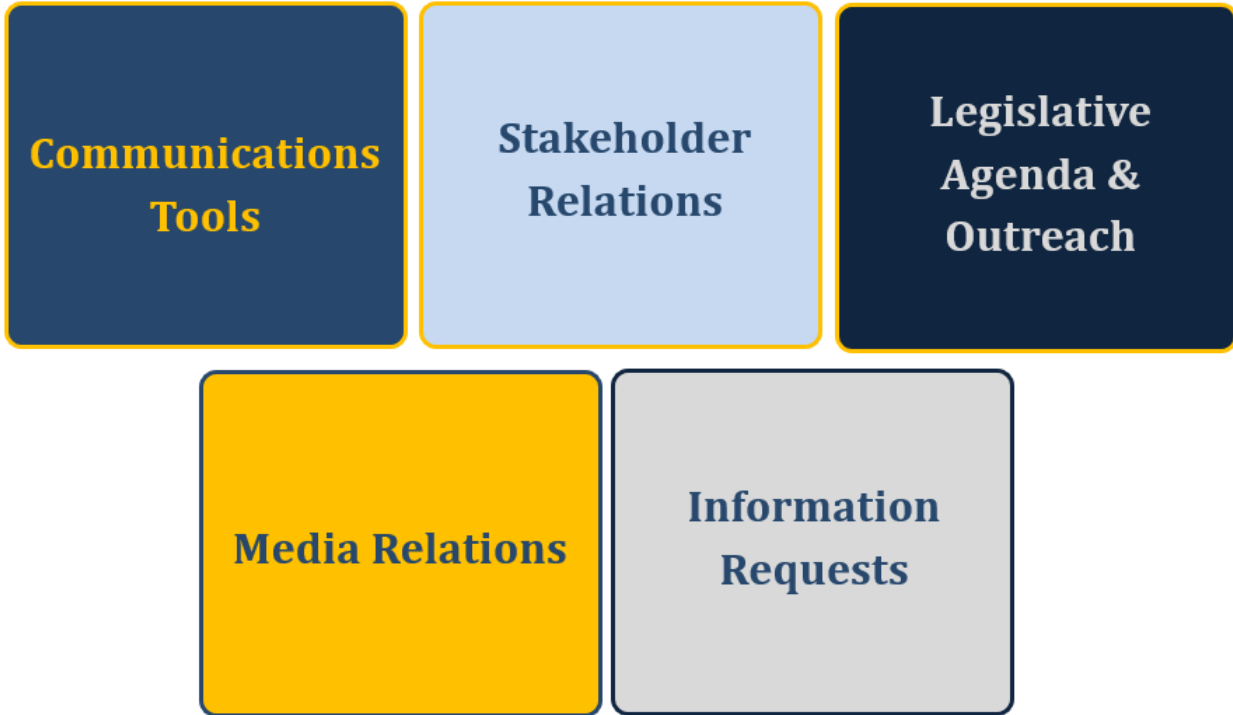 Communications
Tools
Stakeholder
Relations
Legislative
Agenda &
Outreach
Media Relations
Information
Requests